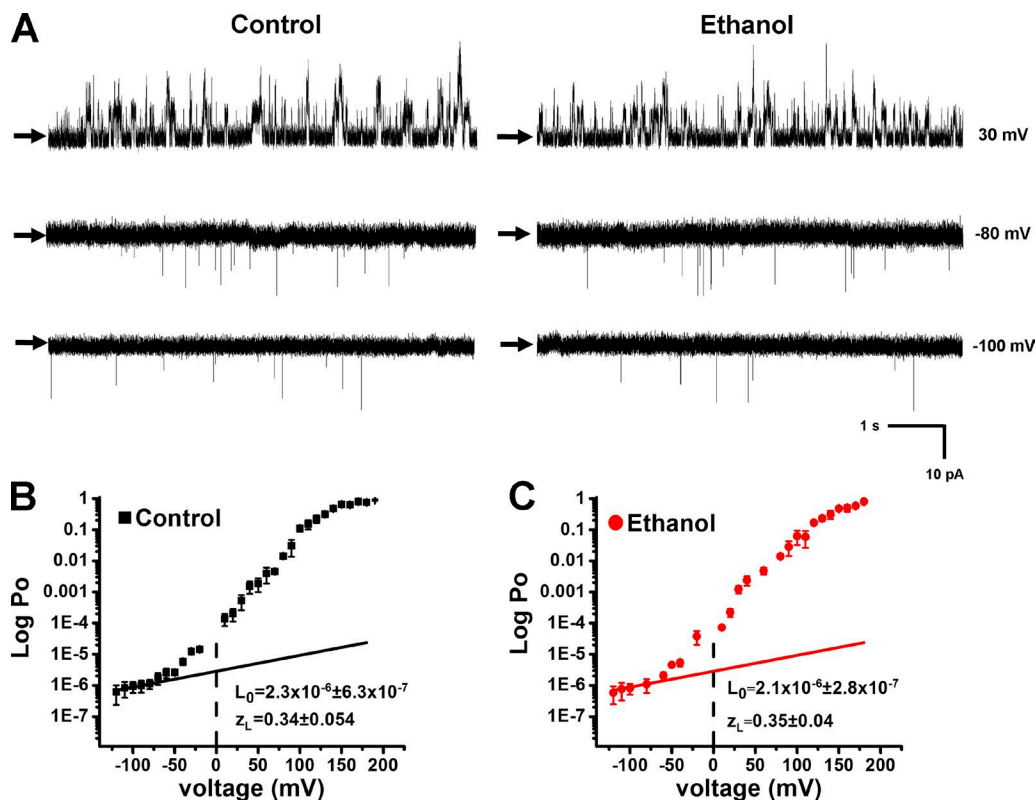 A
Control
Ethanol
30 mV
-80 mV
-100 mV
1 s
10 pA
B
Control
Log Po
1
0.1
0.01
0.001
1E-4
1E-5
1E-6
1E-7
L₀=2.3x10⁻⁶±6.3x10⁻⁷
z_L=0.34±0.054
-100 -50 0 50 100 150 200
voltage (mV)
C
Ethanol
Log Po
1
0.1
0.01
0.001
1E-4
1E-5
1E-6
1E-7
L₀=2.1x10⁻⁶±2.8x10⁻⁷
z_L=0.35±0.04
-100 -50 0 50 100 150 200
voltage (mV)